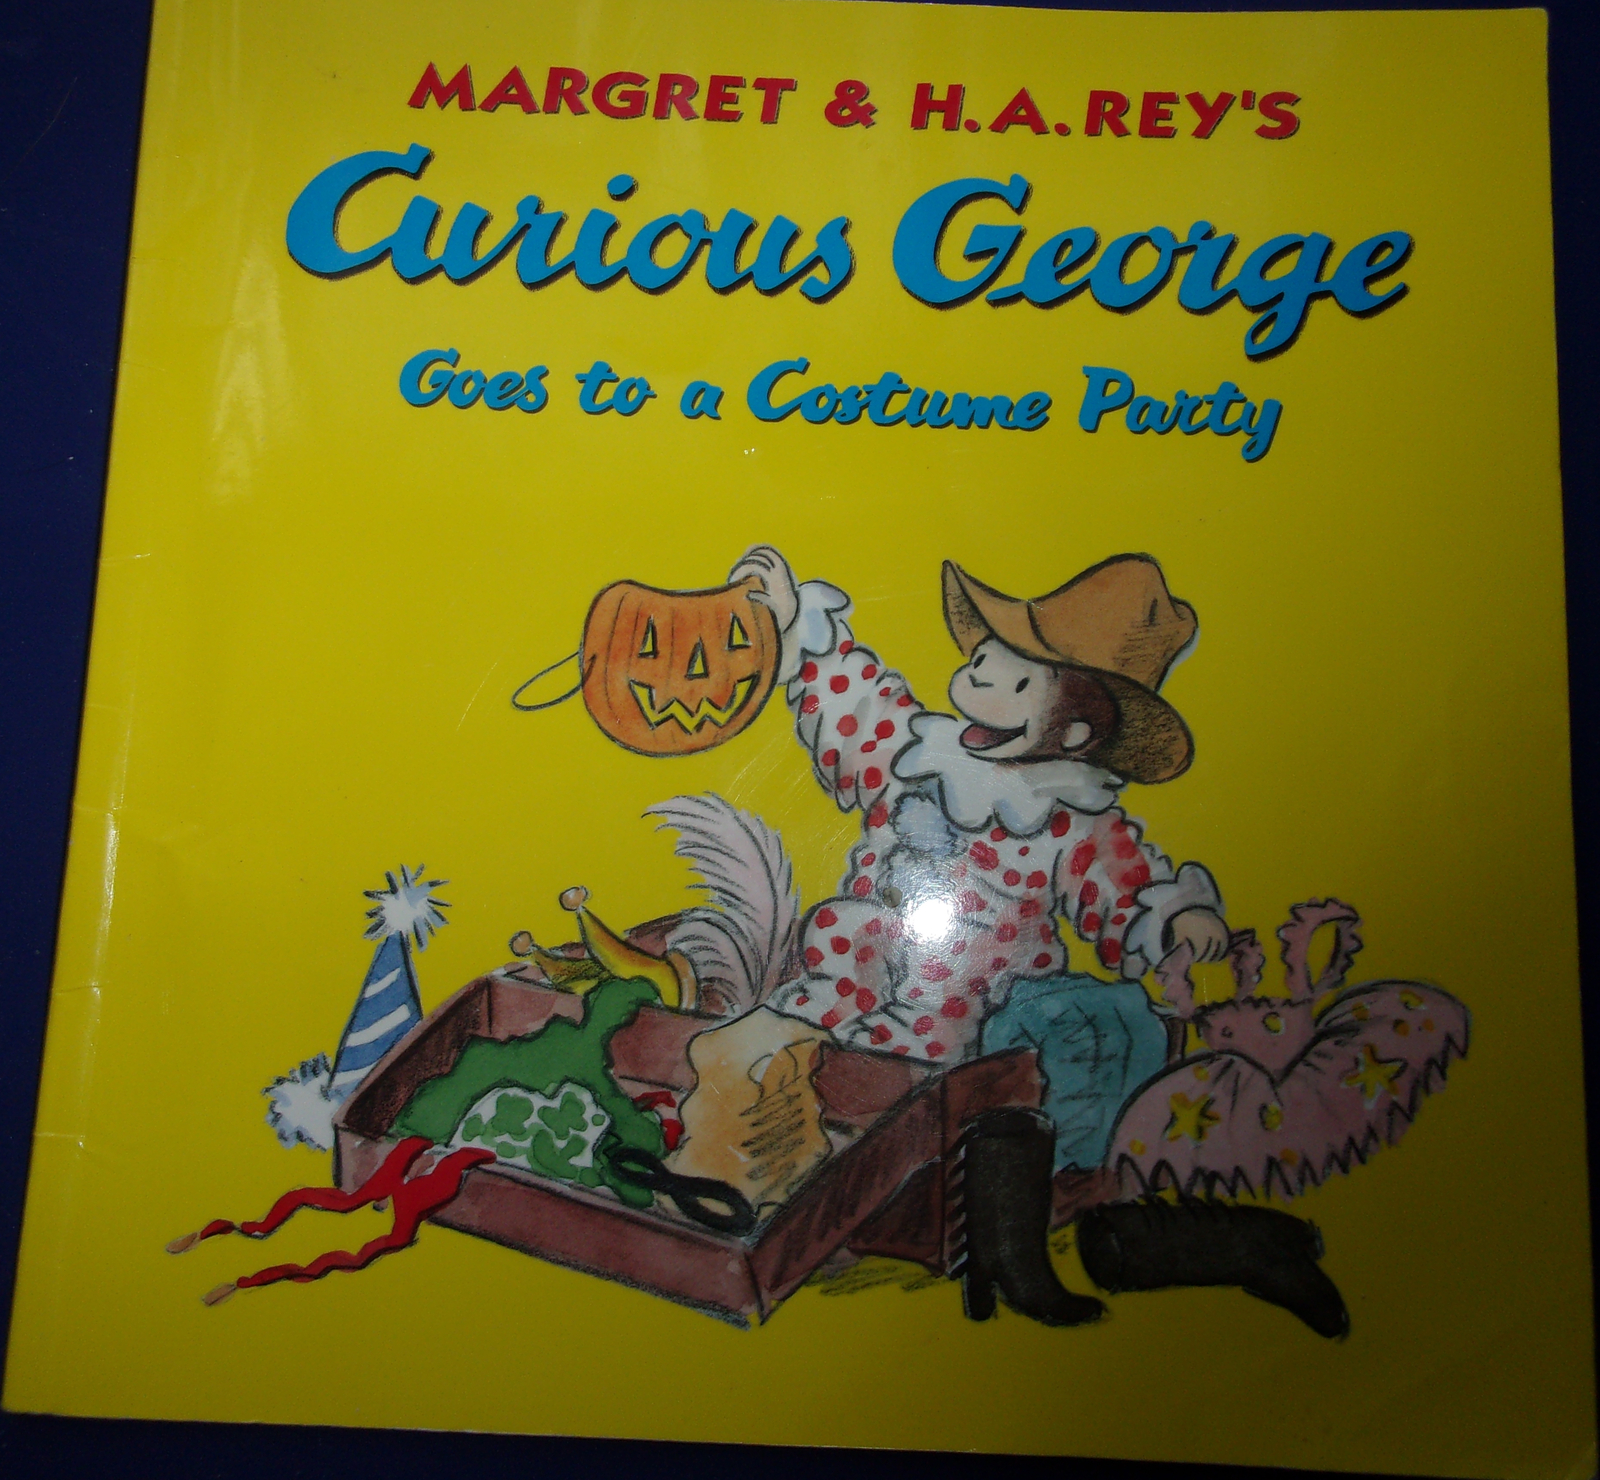 MARGRET & H.A.REY'S
Curious George
Goes to a Costume Party